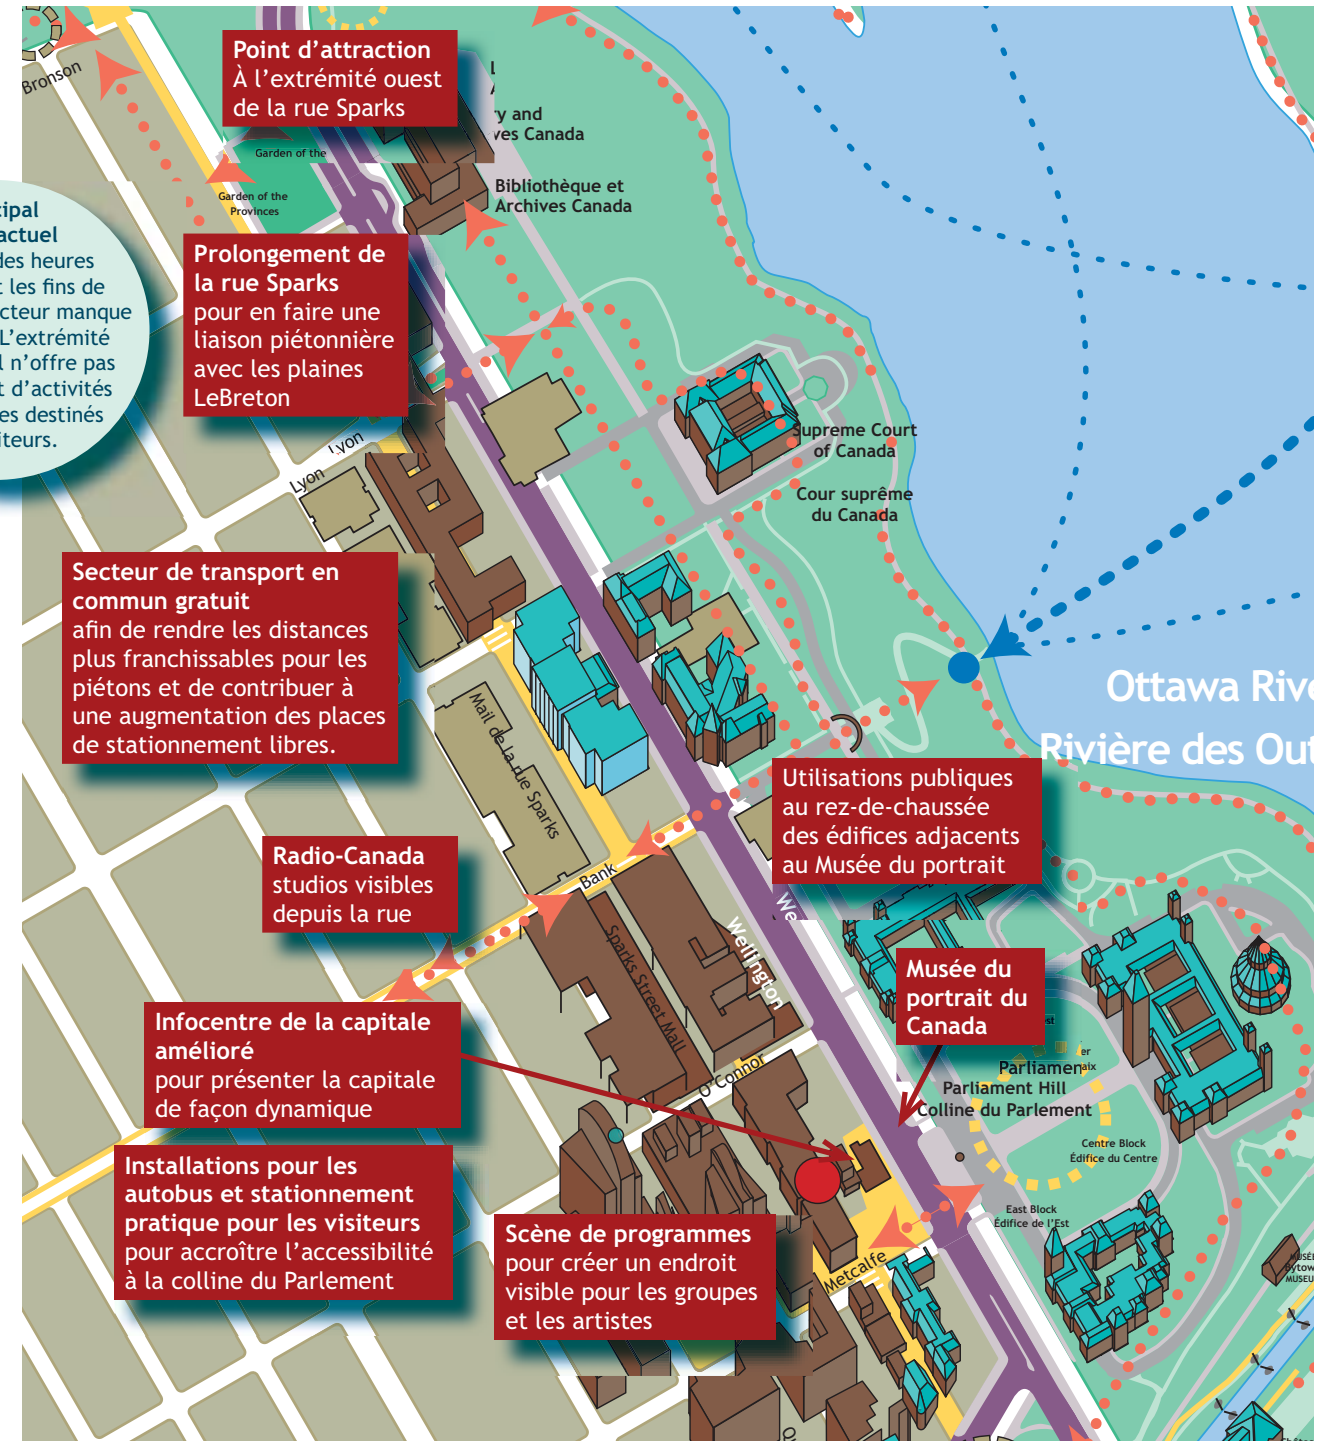 Bronson
Point d’attraction
À l’extrémité ouest
de la rue Sparks
ry and
ves Canada
Bibliothèque et
Archives Canada
Garden of the
Garden of the
Provinces
cipal
actuel
des heures
t les fins de
cteur manque
L’extrémité
l n’offre pas
t d’activités
es destinés
iteurs.
Prolongement de
la rue Sparks
pour en faire une
liaison piétonnière
avec les plaines
LeBreton
Lyon
Lyon
Supreme Court
of Canada
Cour suprême
du Canada
Secteur de transport en
commun gratuit
afin de rendre les distances
plus franchissables pour les
piétons et de contribuer à
une augmentation des places
de stationnement libres.
Mail de la rue Sparks
Ottawa Rive
Rivière des Out
Utilisations publiques
au rez-de-chaussée
des édifices adjacents
au Musée du portrait
Radio-Canada
studios visibles
depuis la rue
Bank
We
Wellington
Sparks Street Mall
O’Connor
Musée du
portrait du
Canada
Infocentre de la capitale
amélioré
pour présenter la capitale
de façon dynamique
Parliamen
Parliament Hill
Colline du Parlement
Centre Block
Édifice du Centre
East Block
Édifice de l’Est
Installations pour les
autobus et stationnement
pratique pour les visiteurs
pour accroître l’accessibilité
à la colline du Parlement
Scène de programmes
pour créer un endroit
visible pour les groupes
et les artistes
Metcalfe
MUSÉ
Bytow
MUSEU